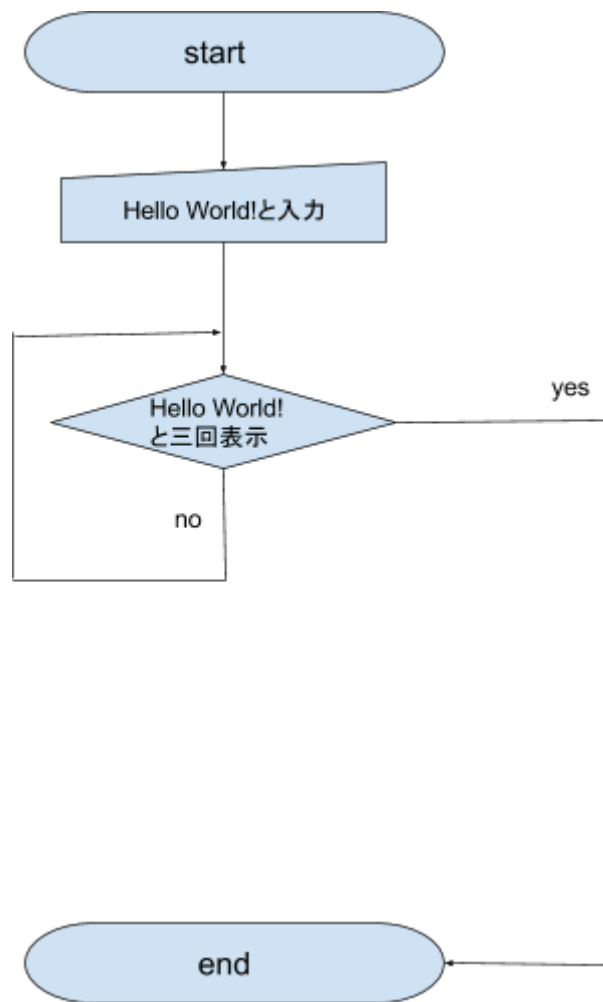 start
Hello World!と入力
yes
Hello World!
と三回表示
no
end